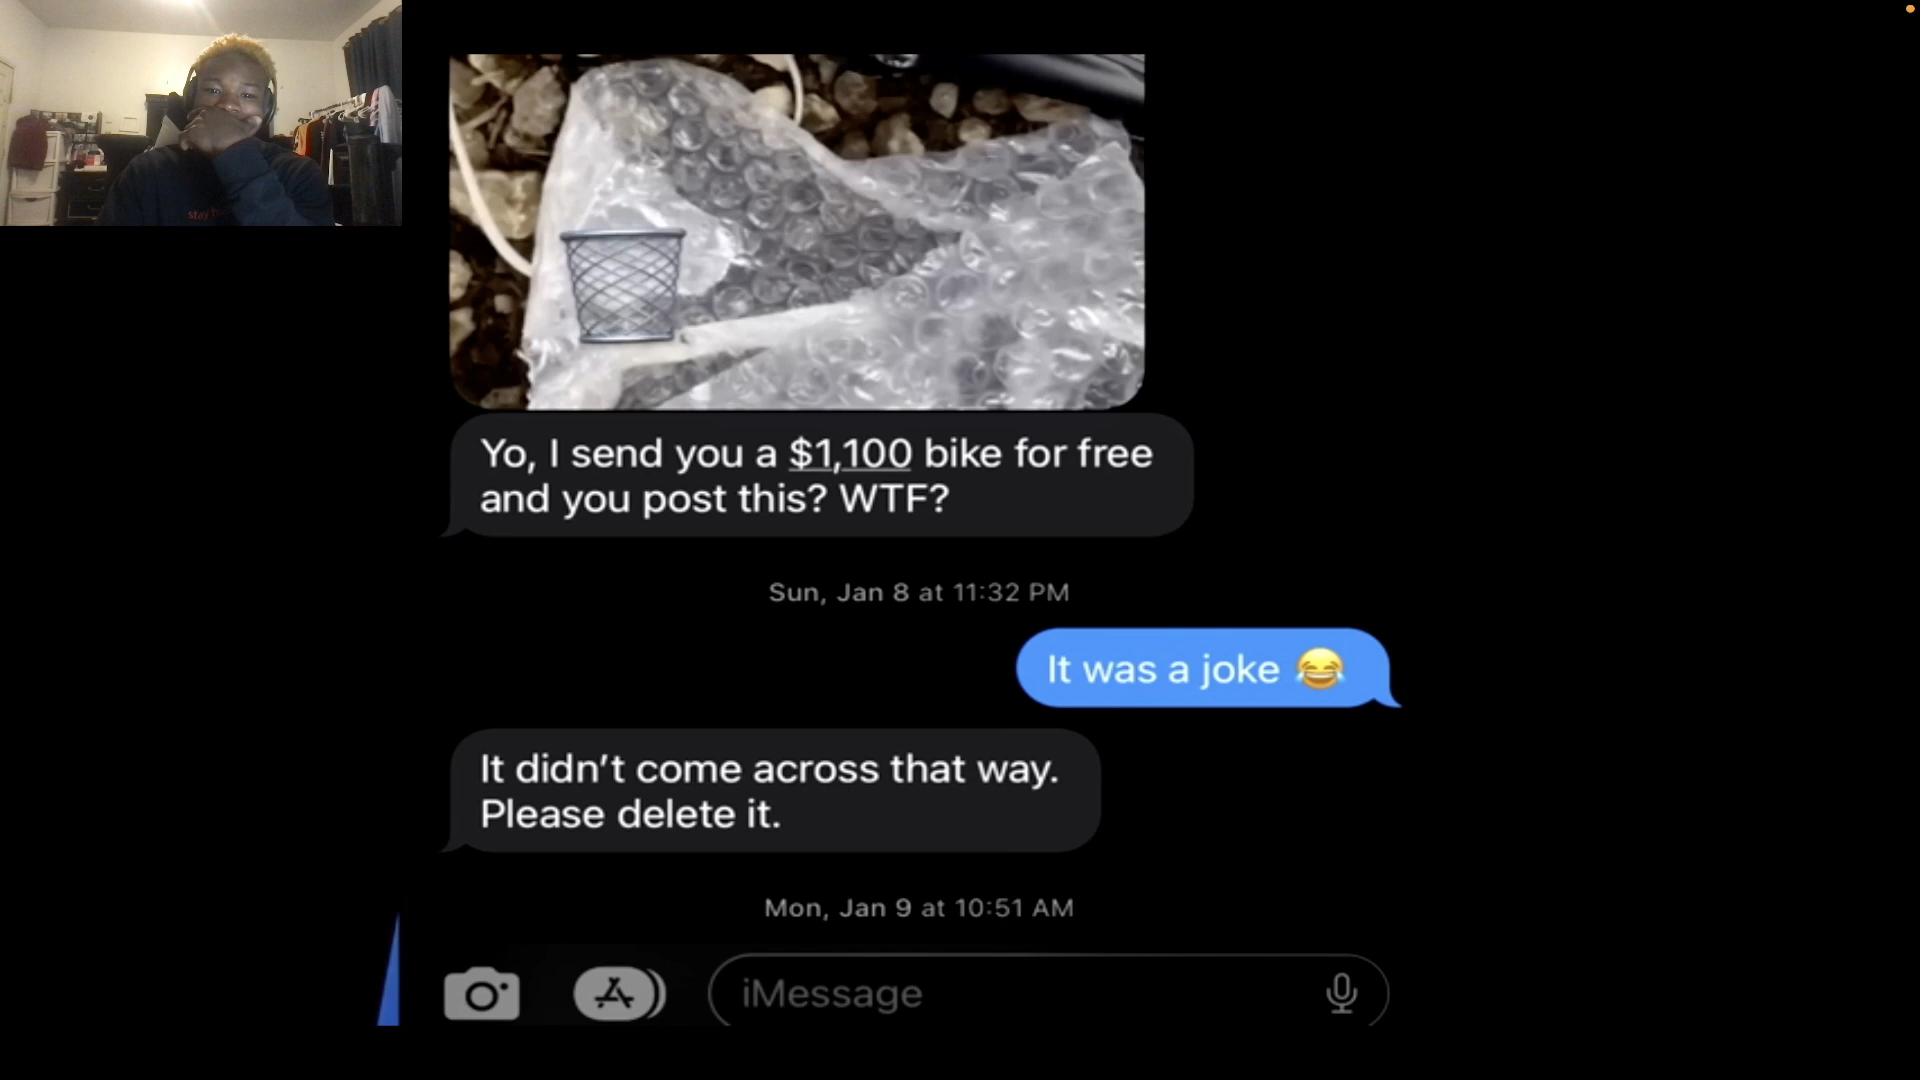 stay
Yo, I send you a $1,100 bike for free
and you post this? WTF?
Sun, Jan 8 at 11:32 PM
It was a joke 😂
It didn't come across that way.
Please delete it.
Mon, Jan 9 at 10:51 AM
iMessage